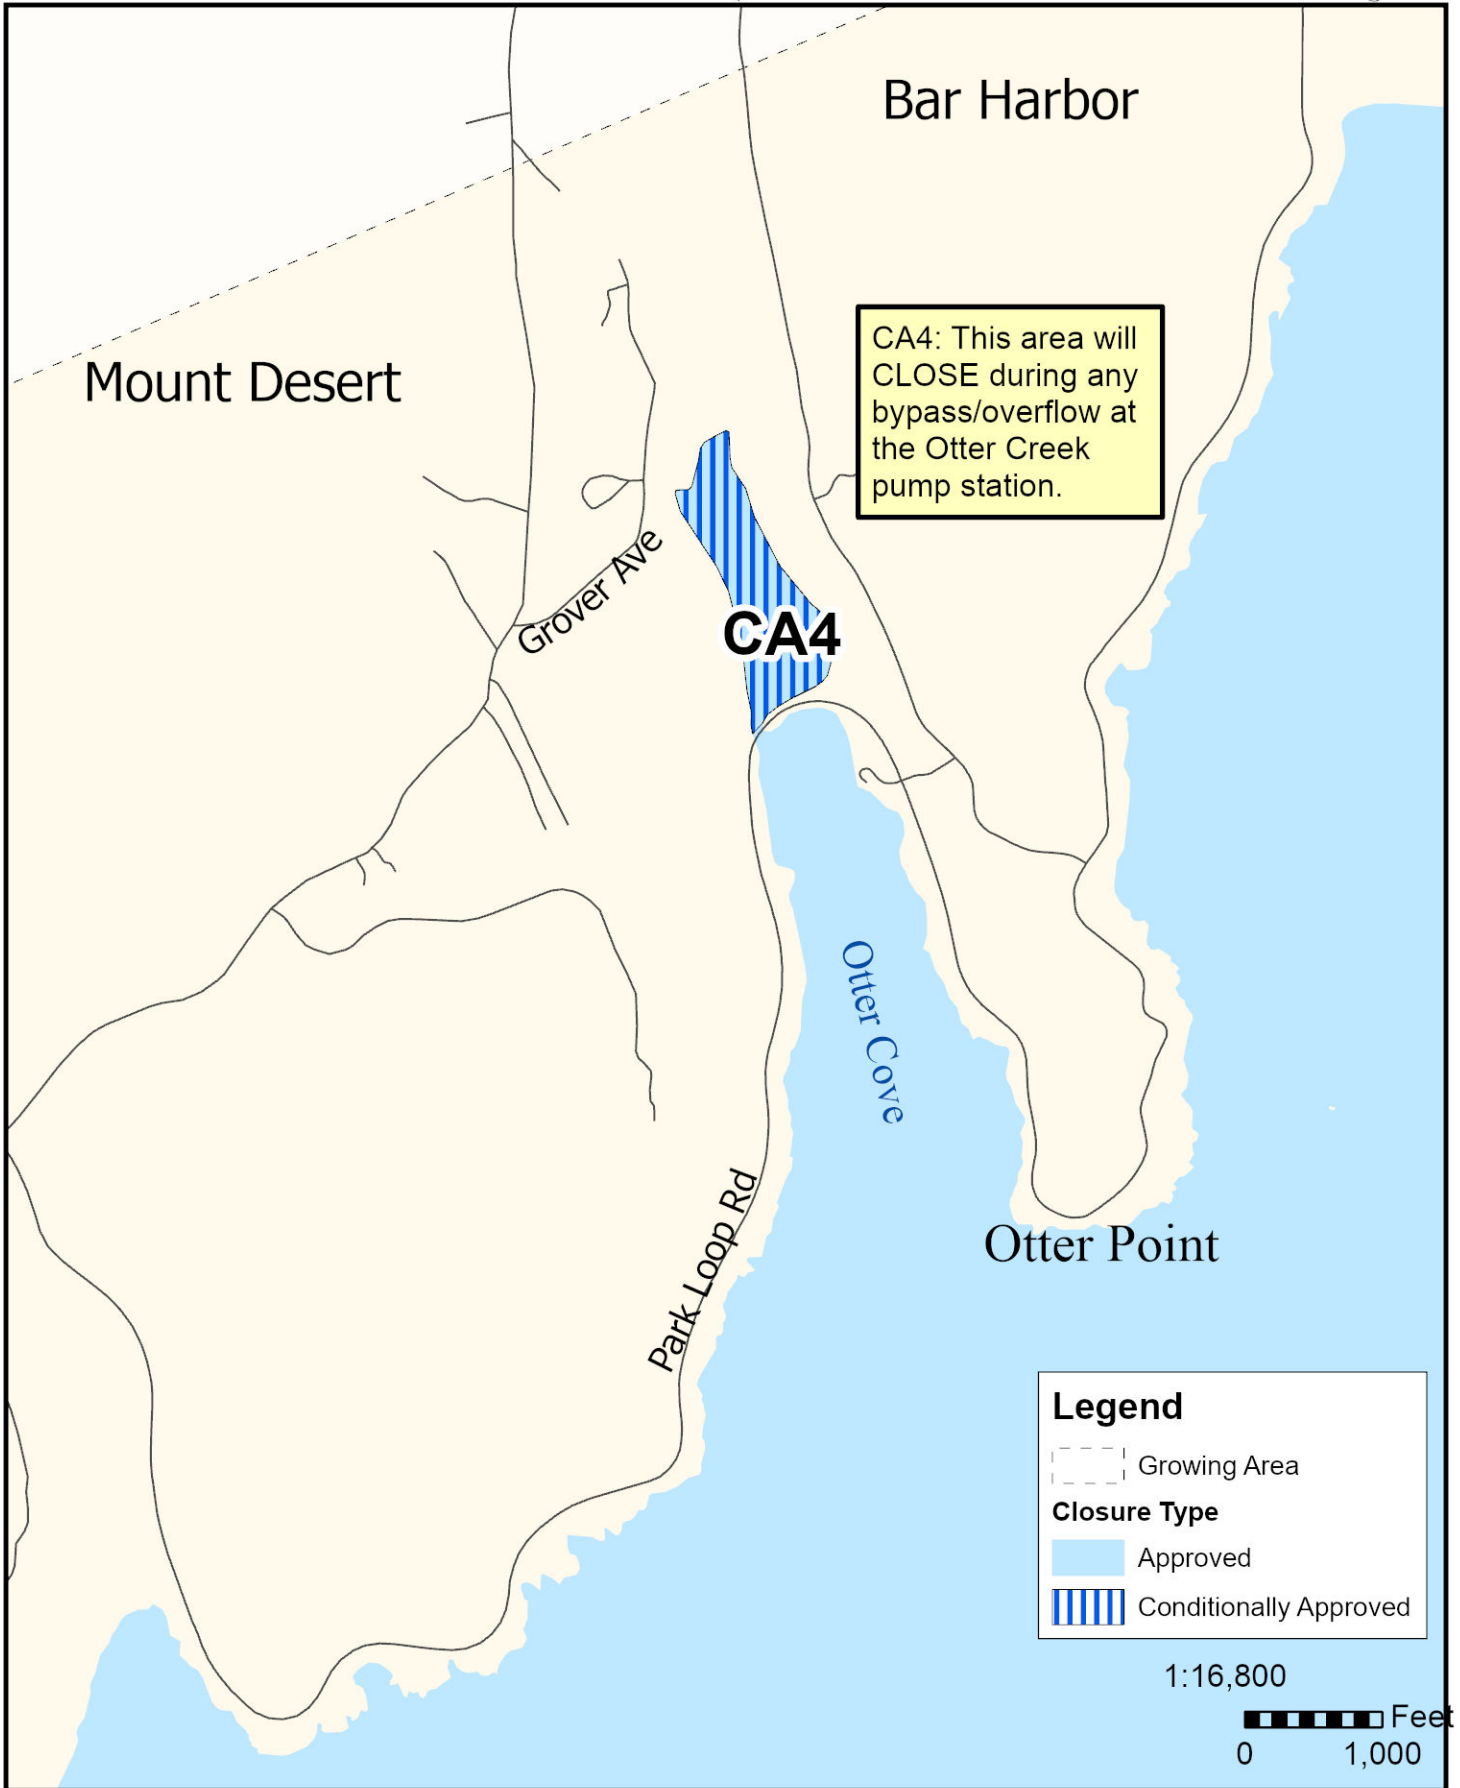 Bar Harbor
Mount Desert
CA4: This area will
CLOSE during any
bypass/overflow at
the Otter Creek
pump station.
Grover Ave
CA4
Otter Cove
Park Loop Rd
Otter Point
Legend
Growing Area
Closure Type
Approved
Conditionally Approved
1:16,800
Feet
0 1,000